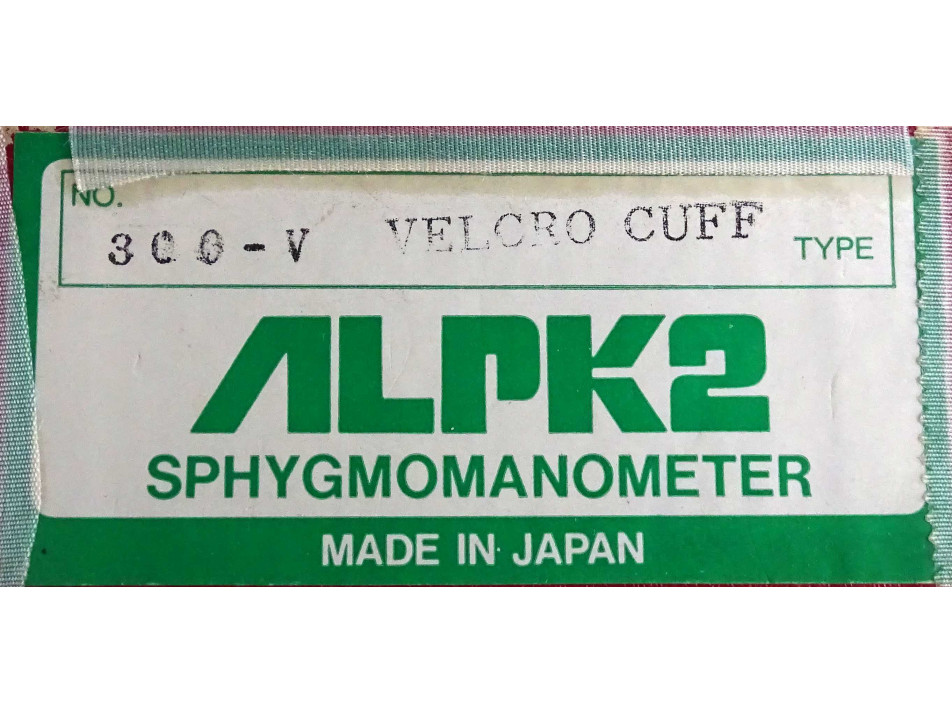 NO.
300-V VELCRO CUFF
TYPE
ALPK2
SPHYGMOMANOMETER
MADE IN JAPAN